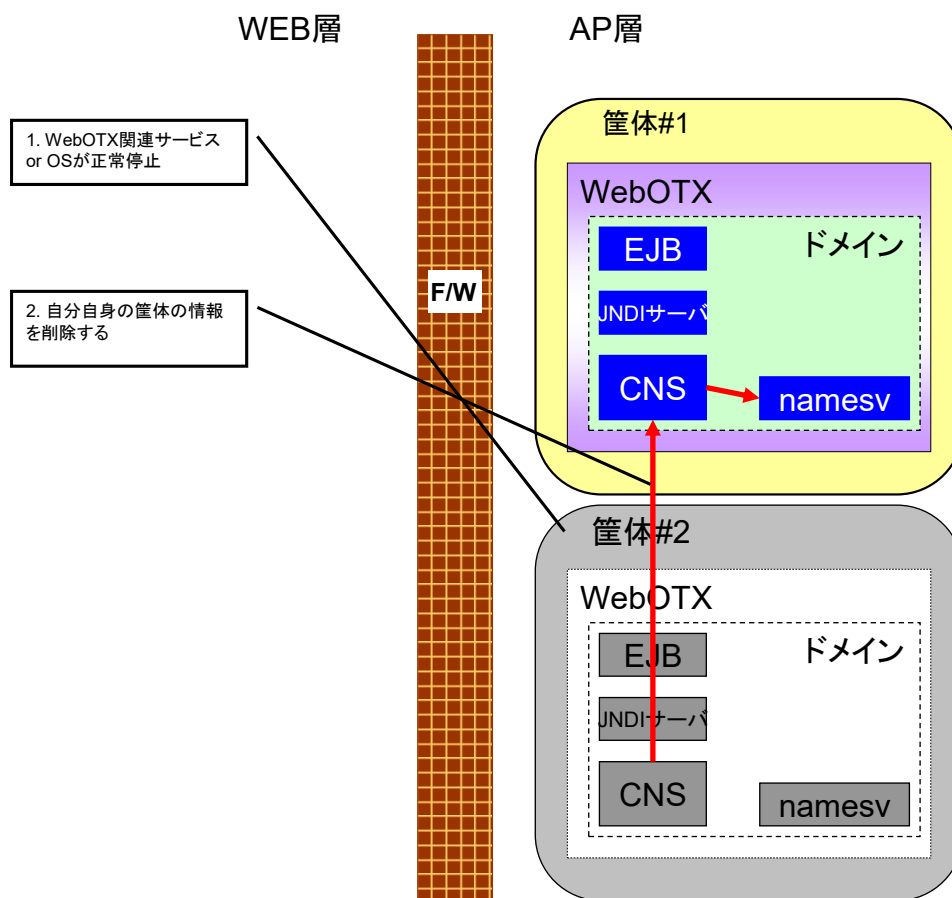 WEB層
AP層
1. WebOTX関連サービス
or OSが正常停止
2. 自分自身の筐体の情報
を削除する
F/W
筐体#1
WebOTX
ドメイン
EJB
JNDIサーバ
CNS
namesv
筐体#2
WebOTX
ドメイン
EJB
JNDIサーバ
CNS
namesv